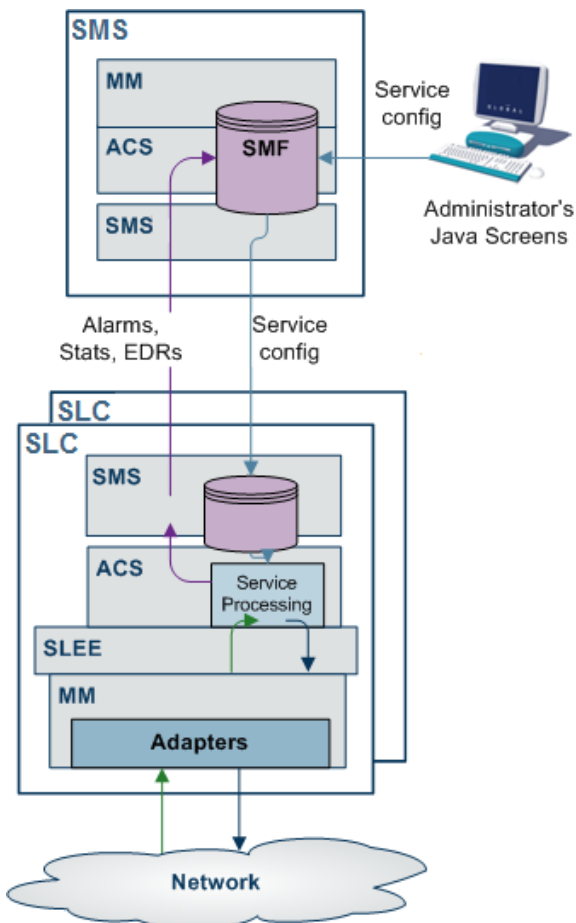 SMS
MM
SMF
ACS
SMS
Service
config
Administrator's
Java Screens
Alarms,
Stats, EDRs
Service
config
SLC
SLC
SMS
ACS
Service
Processing
SLEE
MM
Adapters
Network